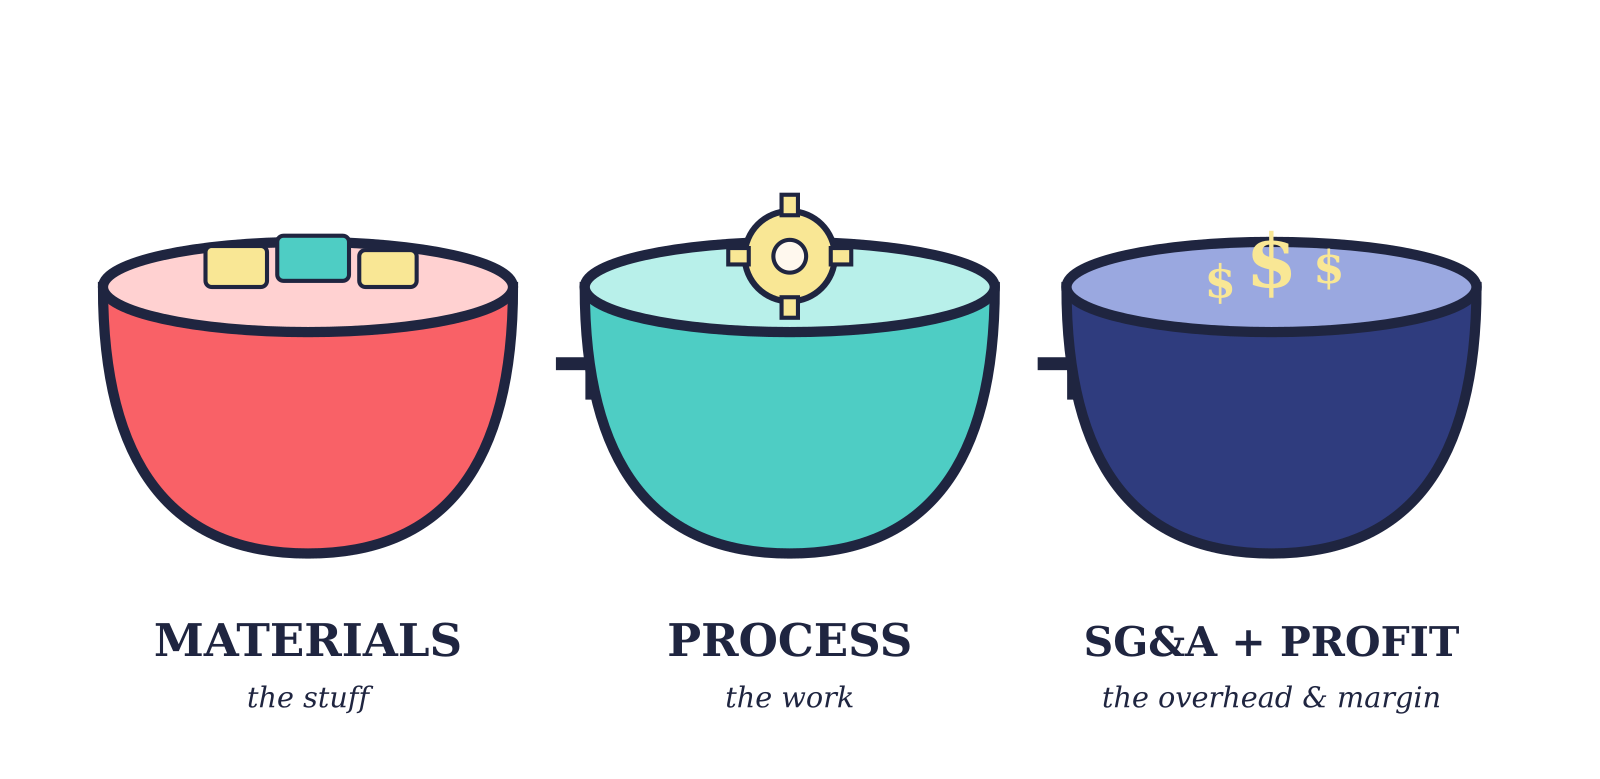 $ $ $
MATERIALS
the stuff
PROCESS
the work
SG&A + PROFIT
the overhead & margin